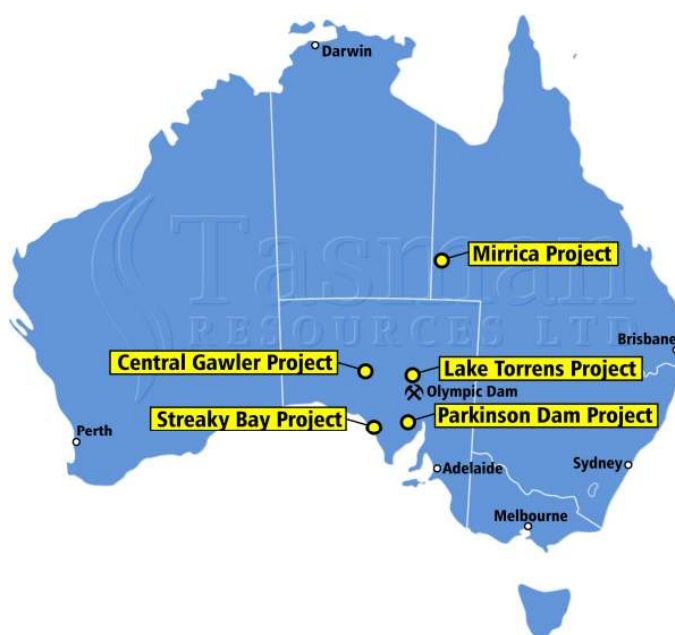 Darwin
Mirrica Project
Tasman
RESOURCES LTD
Brisbane
Central Gawler Project
Lake Torrens Project
Olympic Dam
Streaky Bay Project
Parkinson Dam Project
Perth
Adelaide
Sydney
Melbourne